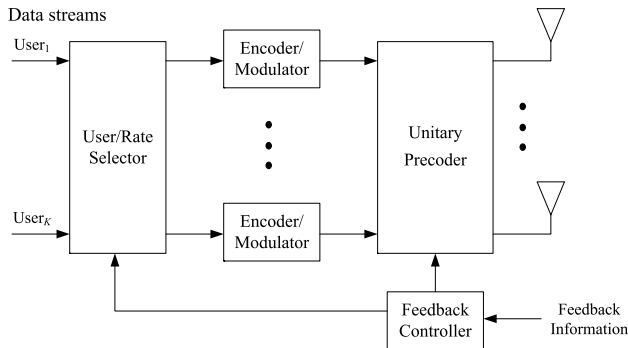 Data streams
User1
Encoder/
Modulator
User/Rate
Selector
Unitary
Precoder
UserK
Encoder/
Modulator
Feedback
Controller
Feedback
Information